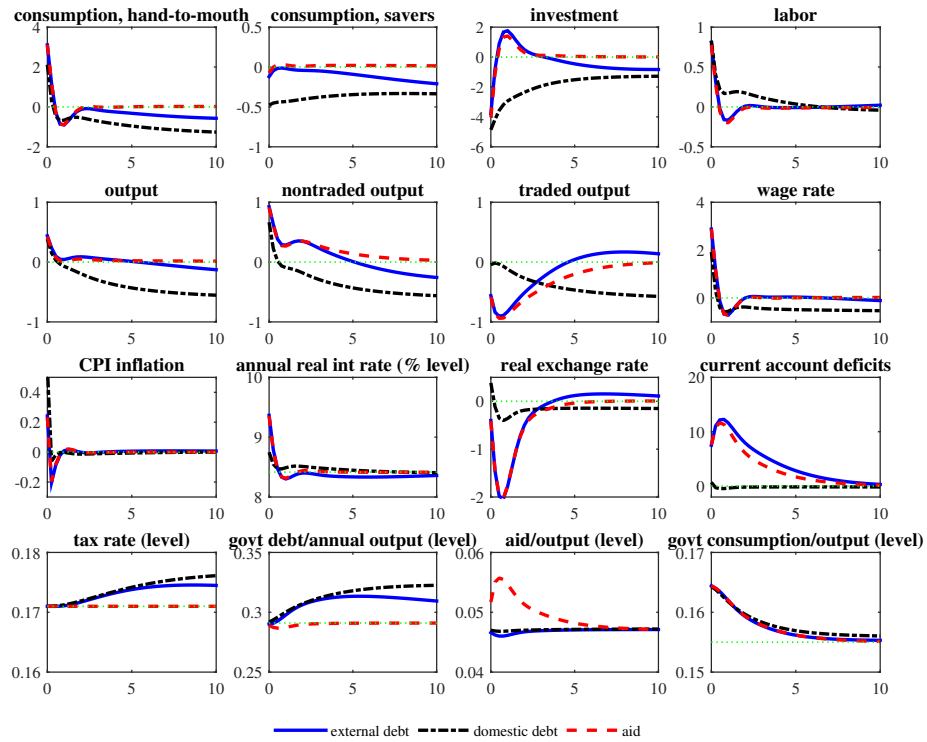 consumption, hand-to-mouth consumption, savers investment labor
4 1 2 1
2 0.5 0 0.5
0 0 -2
-0.5 -4 0
-2 -1 -6 -0.5
0 5 10 0 5 10 0 5 10 0 5 10
output nontraded output traded output wage rate
1 1 1 4
2
0 0 0
0
-1 -1 -1
0 5 10 0 5 10 0 5 10 0 5 10
CPI inflation annual real int rate (% level) real exchange rate current account deficits
10 20
0.4 0
0.2 9 10
0 -1
-0.2 0
8 -2
0 5 10 0 5 10 0 5 10 0 5 10
tax rate (level) govt debt/annual output (level) aid/output (level) govt consumption/output (level)
0.18 0.35 0.06 0.17
0.17 0.3 0.05 0.16
0.16 0.25 0.04 0.15
0 5 10 0 5 10 0 5 10 0 5 10
external debt domestic debt aid